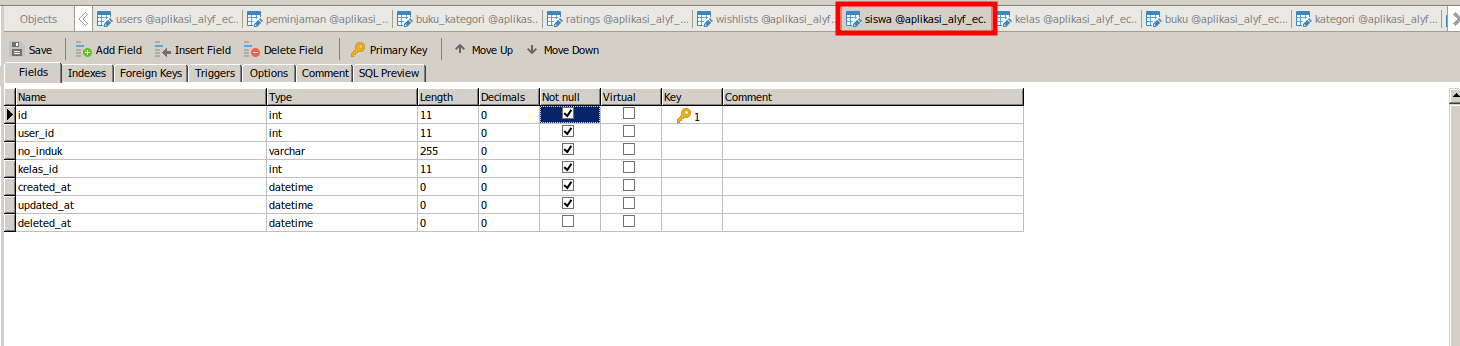 Objects users @aplikasi_alyf_ec... peminjaman @aplikasi_... buku_kategori @aplikas... ratings @aplikasi_alyf_... wishlists @aplikasi_alyf... siswa @aplikasi_alyf_ec. kelas @aplikasi_alyf_ec... buku @aplikasi_alyf_ec... kategori @aplikasi_alyf...
Save Add Field Insert Field Delete Field Primary Key Move Up Move Down
Fields Indexes Foreign Keys Triggers Options Comment SQL Preview
Name Type Length Decimals Not null Virtual Key Comment
id int 11 0 1
user_id int 11 0
no_induk varchar 255 0
kelas_id int 11 0
created_at datetime 0 0
updated_at datetime 0 0
deleted_at datetime 0 0